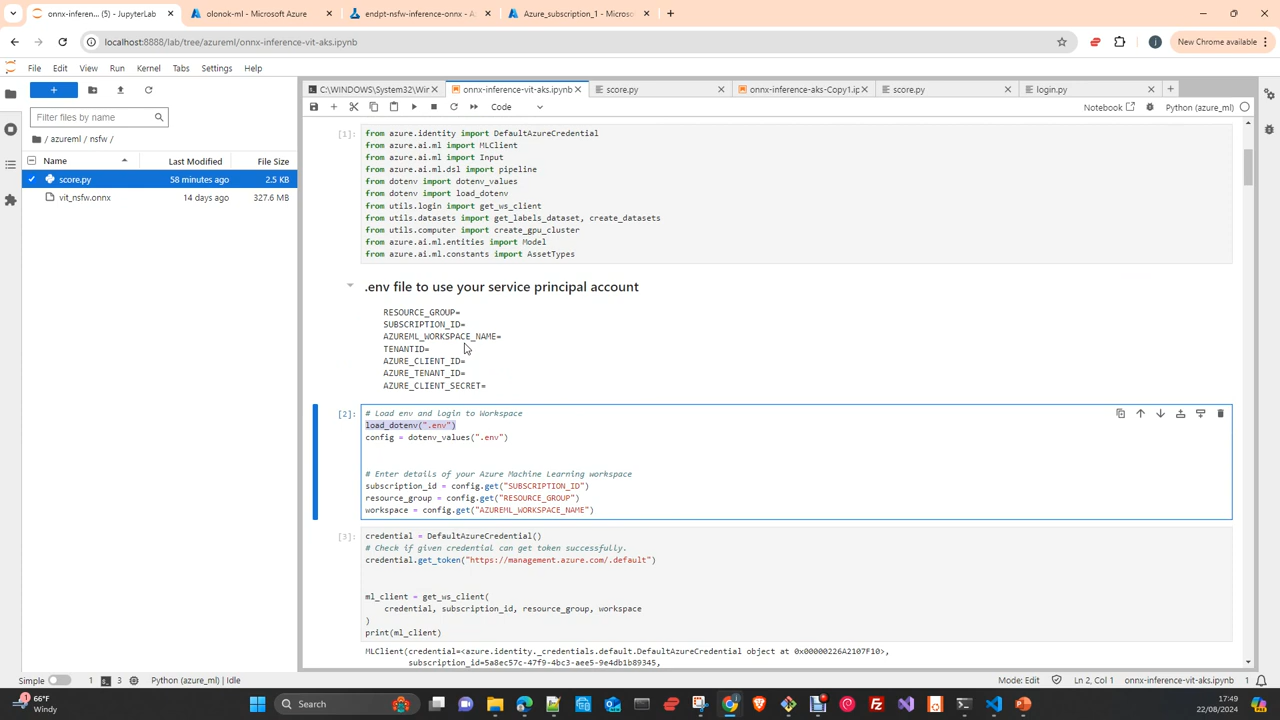 onnx-inferen... (5) - JupyterLab
olonok-ml - Microsoft Azure
endpt-nsfw-inference-onnx - A
Azure_subscription_1 - Microso
localhost:8888/lab/tree/azureml/onnx-inference-vit-aks.ipynb
New Chrome available
File Edit View Run Kernel Tabs Settings Help
C:\WINDOWS\System32\Wir
onnx-inference-vit-aks.ipynb
score.py
onnx-inference-aks-Copy1.ip
score.py
login.py
Code
Notebook
Python (azure_ml)
Filter files by name
/ azureml / nsfw /
Name Last Modified File Size
score.py 58 minutes ago 2.5 KB
vit_nsfw.onnx 14 days ago 327.6 MB
[1]:
from azure.identity import DefaultAzureCredential
from azure.ai.ml import MLClient
from azure.ai.ml import Input
from azure.ai.ml.dsl import pipeline
from dotenv import dotenv_values
from dotenv import load_dotenv
from utils.login import get_ws_client
from utils.datasets import get_labels_dataset, create_datasets
from utils.computer import create_gpu_cluster
from azure.ai.ml.entities import Model
from azure.ai.ml.constants import AssetTypes
.env file to use your service principal account
RESOURCE_GROUP=
SUBSCRIPTION_ID=
AZUREML_WORKSPACE_NAME=
TENANTID=
AZURE_CLIENT_ID=
AZURE_TENANT_ID=
AZURE_CLIENT_SECRET=
[2]:
# Load env and login to Workspace
load_dotenv(".env")
config = dotenv_values(".env")
# Enter details of your Azure Machine Learning workspace
subscription_id = config.get("SUBSCRIPTION_ID")
resource_group = config.get("RESOURCE_GROUP")
workspace = config.get("AZUREML_WORKSPACE_NAME")
[3]:
credential = DefaultAzureCredential()
# Check if given credential can get token successfully.
credential.get_token("https://management.azure.com/.default")
ml_client = get_ws_client(
credential, subscription_id, resource_group, workspace
)
print(ml_client)
MLClient(credential=<azure.identity._credentials.default.DefaultAzureCredential object at 0x00000226A2107F10>,
subscription_id=5a8ec57c-47f9-4bc3-aee5-9e4db1b89345,
Simple 1 3 Python (azure_ml) | Idle
Mode: Edit Ln 2, Col 1 onnx-inference-vit-aks.ipynb 1
66°F
Windy
Search
17:49
22/08/2024